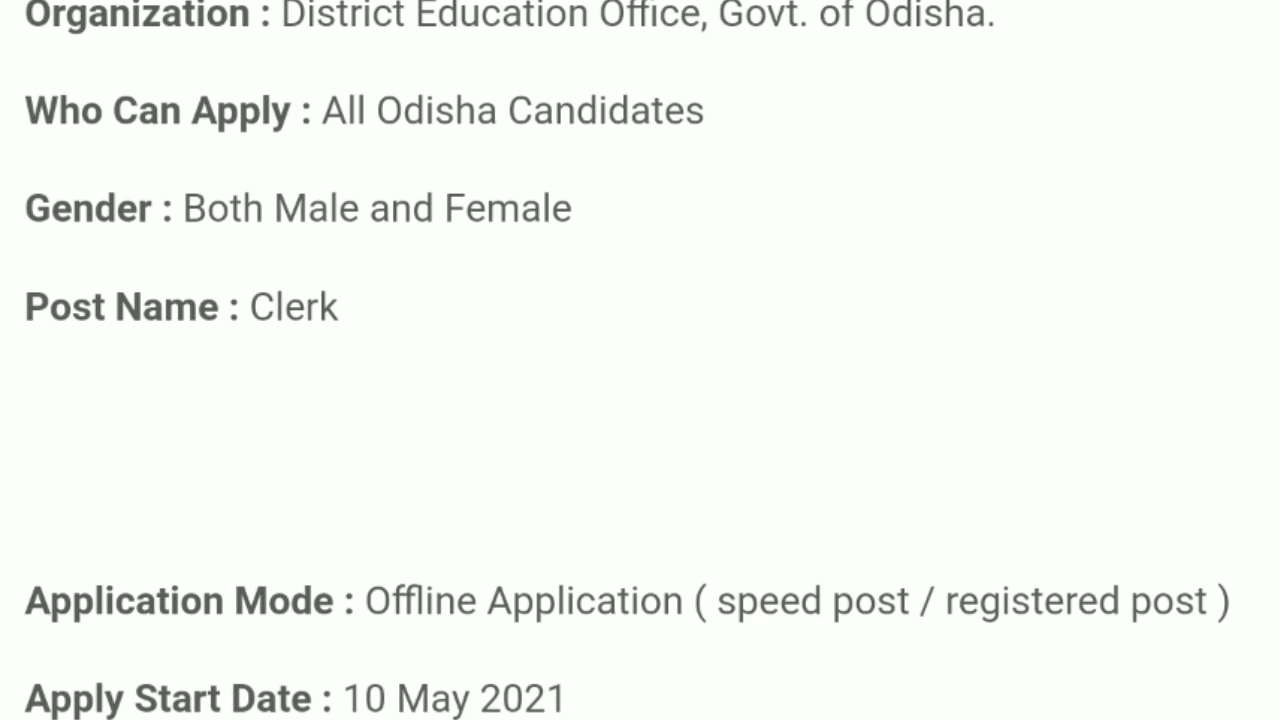 Organization : District Education Office, Govt. of Odisha.
Who Can Apply : All Odisha Candidates
Gender : Both Male and Female
Post Name : Clerk
Application Mode : Offline Application ( speed post / registered post )
Apply Start Date : 10 May 2021